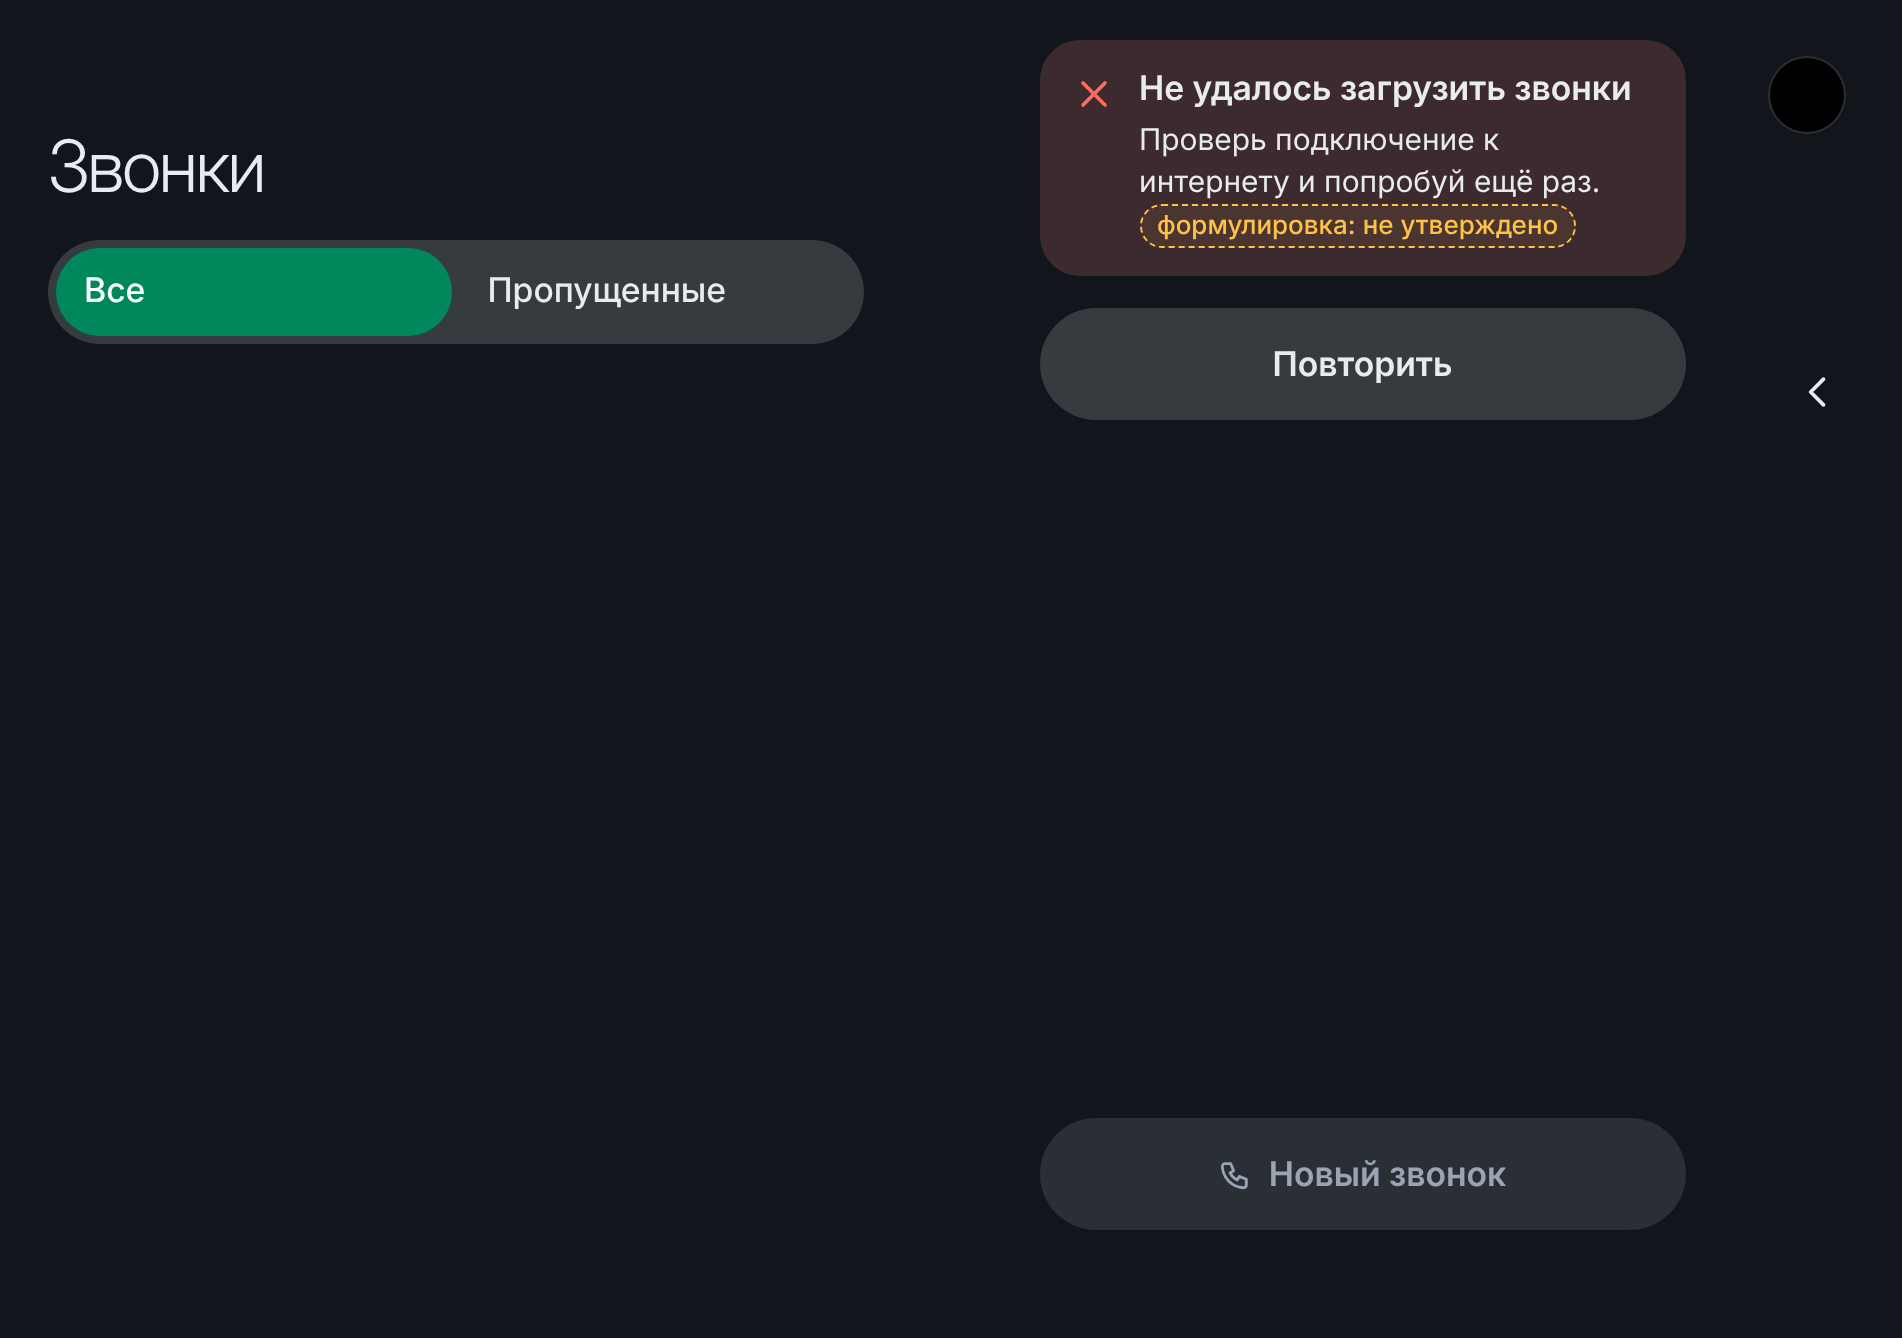 Звонки
Все
Пропущенные
Не удалось загрузить звонки
Проверь подключение к
интернету и попробуй ещё раз.
формулировка: не утверждено
Повторить
Новый звонок